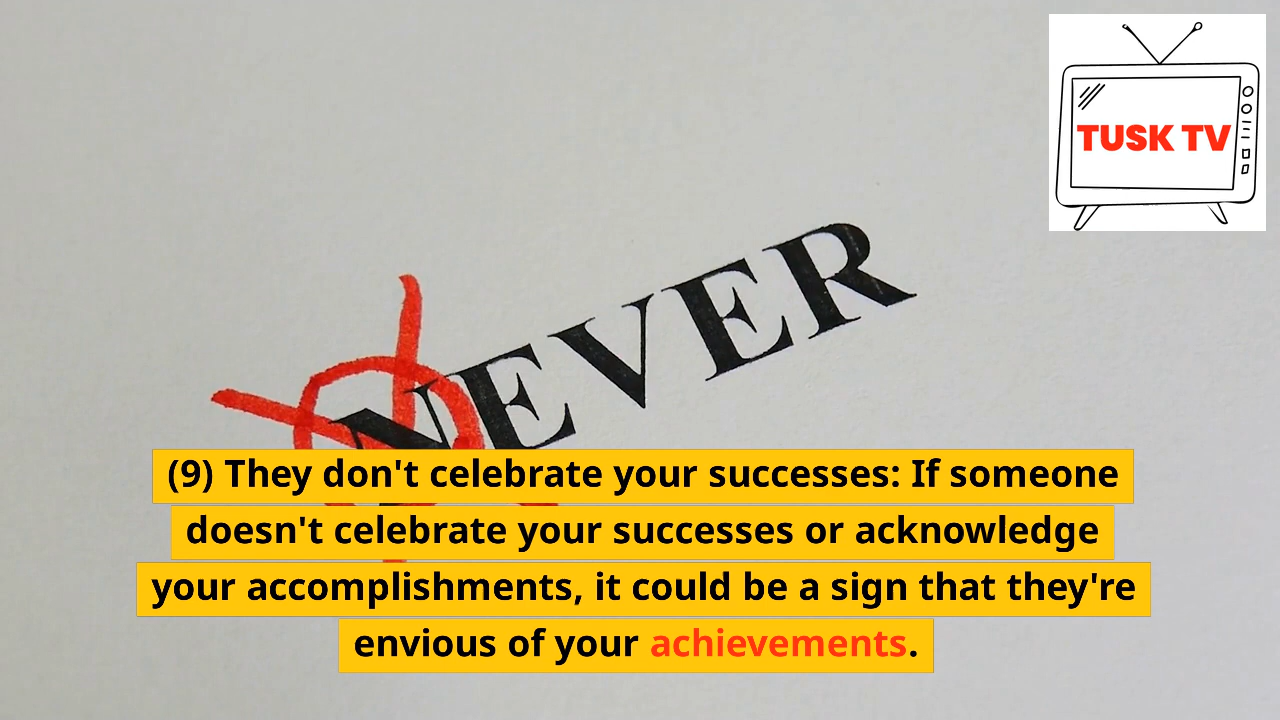 TUSK TV
NEVER
(9) They don't celebrate your successes: If someone
doesn't celebrate your successes or acknowledge
your accomplishments, it could be a sign that they're
envious of your achievements.